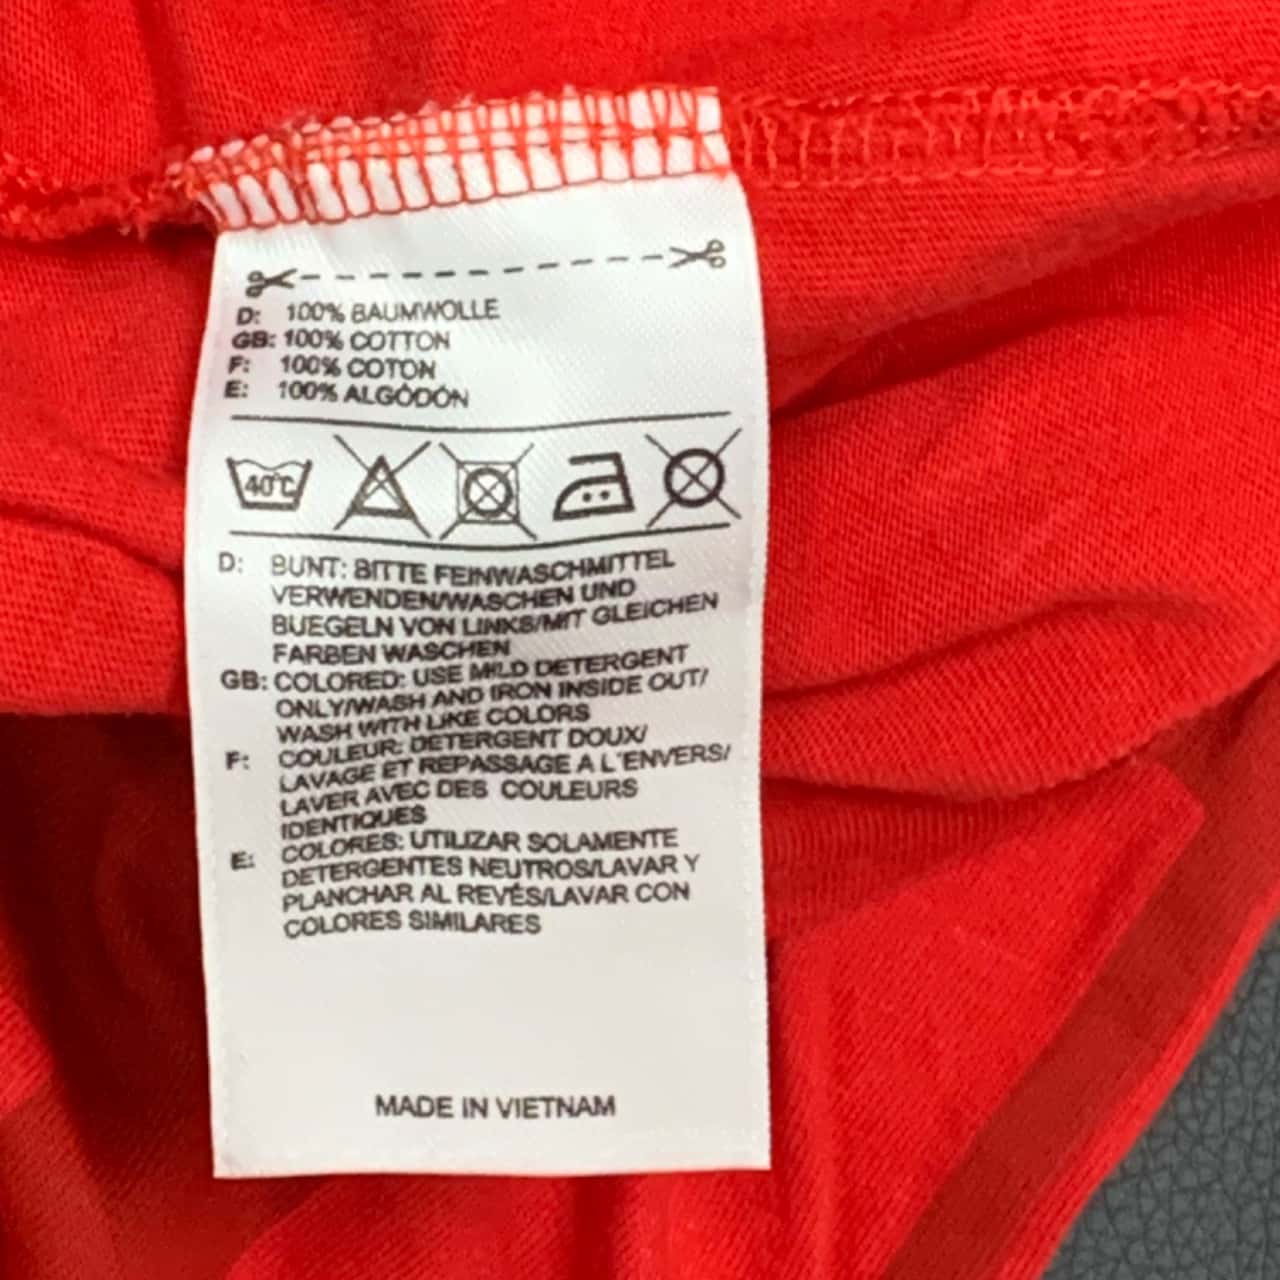 D: 100% BAUMWOLLE
GB: 100% COTTON
F: 100% COTON
E: 100% ALGÓDÓN
40°C
D: BUNT: BITTE FEINWASCHMITTEL
VERWENDEN/WASCHEN UND
BUEGELN VON LINKS/MIT GLEICHEN
FARBEN WASCHEN
GB: COLORED: USE MILD DETERGENT
ONLY/WASH AND IRON INSIDE OUT/
WASH WITH LIKE COLORS
F: COULEUR: DETERGENT DOUX/
LAVAGE ET REPASSAGE A L'ENVERS/
LAVER AVEC DES COULEURS
IDENTIQUES
E: COLORES: UTILIZAR SOLAMENTE
DETERGENTES NEUTROS/LAVAR Y
PLANCHAR AL REVÉS/LAVAR CON
COLORES SIMILARES
MADE IN VIETNAM